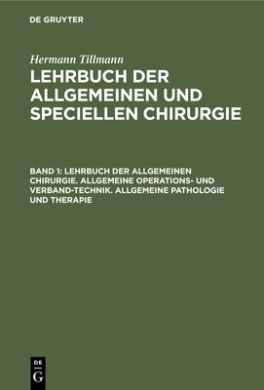 DE GRUYTER
Hermann Tillmann
LEHRBUCH DER
ALLGEMEINEN UND
SPECIELLEN CHIRURGIE
BAND 1: LEHRBUCH DER ALLGEMEINEN
CHIRURGIE. ALLGEMEINE OPERATIONS- UND
VERBAND-TECHNIK. ALLGEMEINE PATHOLOGIE
UND THERAPIE
DE
G